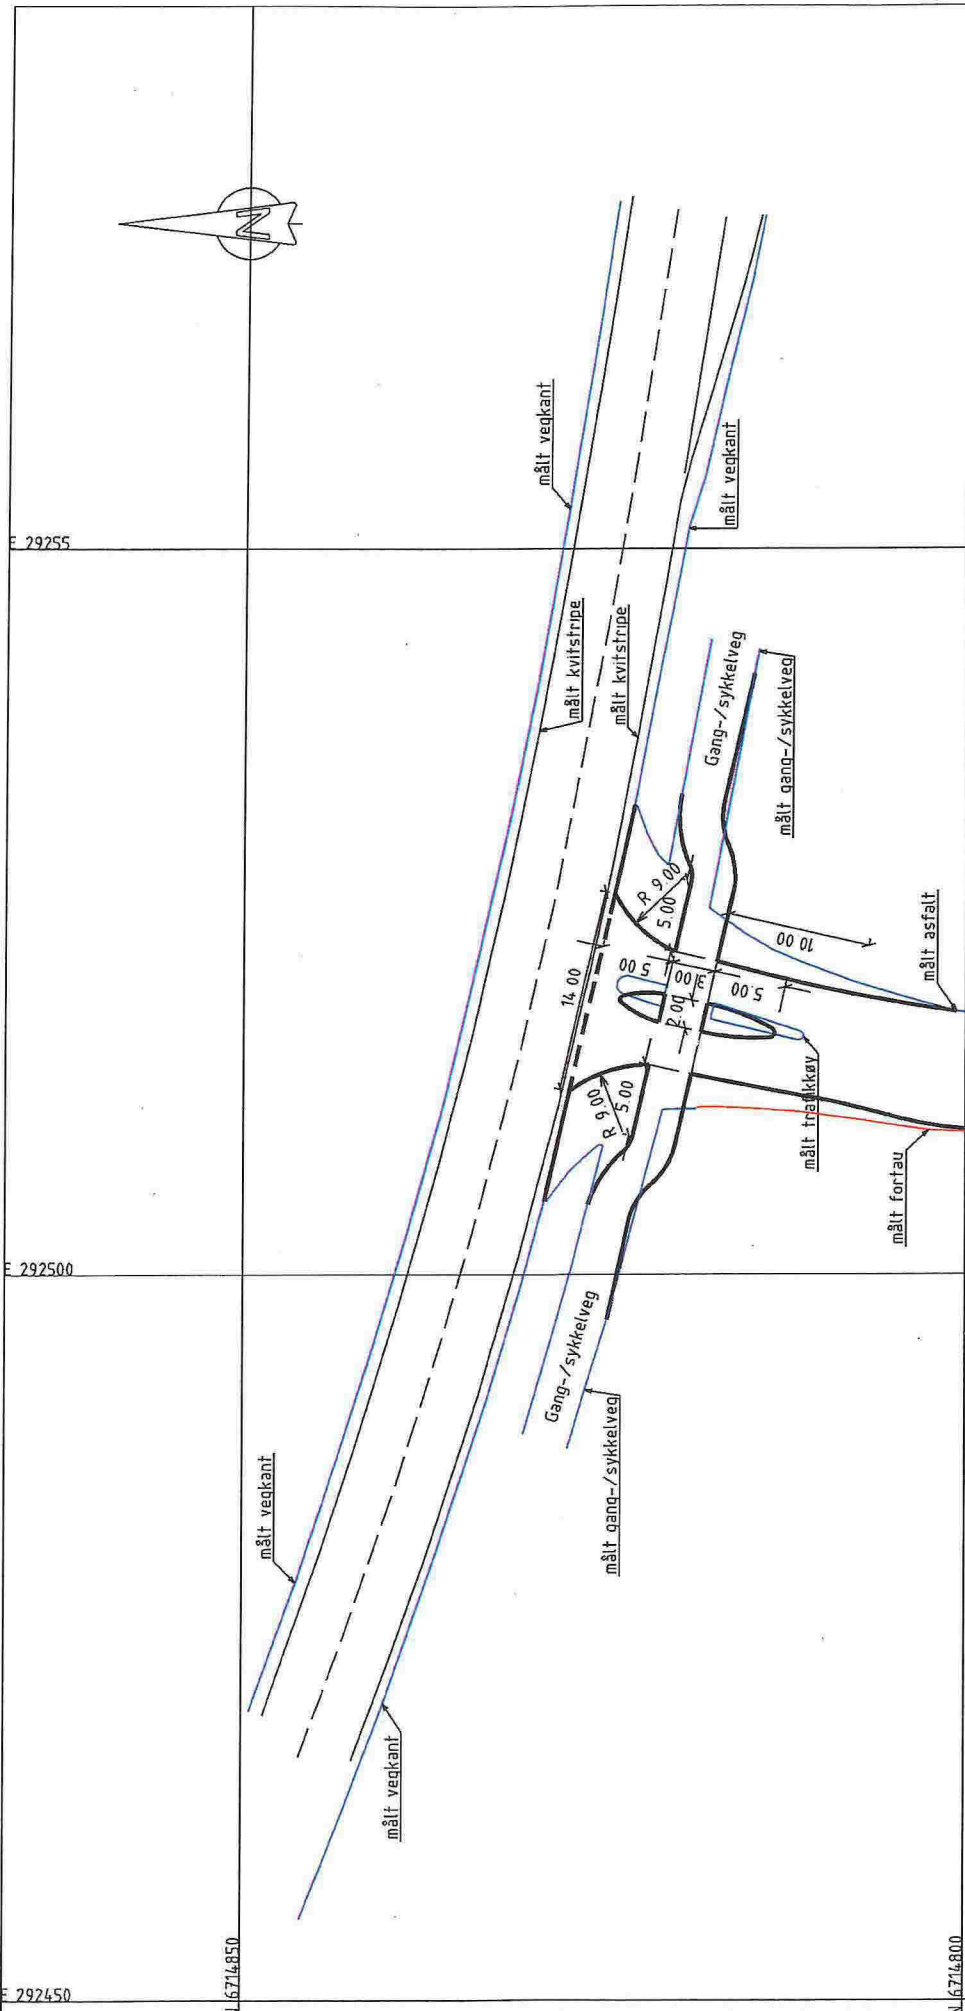 N
målt vegkant
E 29255
målt vegkant
målt kvitstripe
målt kvitstripe
Gang-/sykkelveg
målt gang-/sykkelveg
R 9.00
5.00
10 00
målt asfalt
14 00
5 00
3.00
5.00
2.00
R 9.00
5.00
målt trafikkøy
målt fortau
E 292500
Gang-/sykkelveg
målt gang-/sykkelveg
målt vegkant
målt vegkant
N 6714850
E 292450
N 6714800